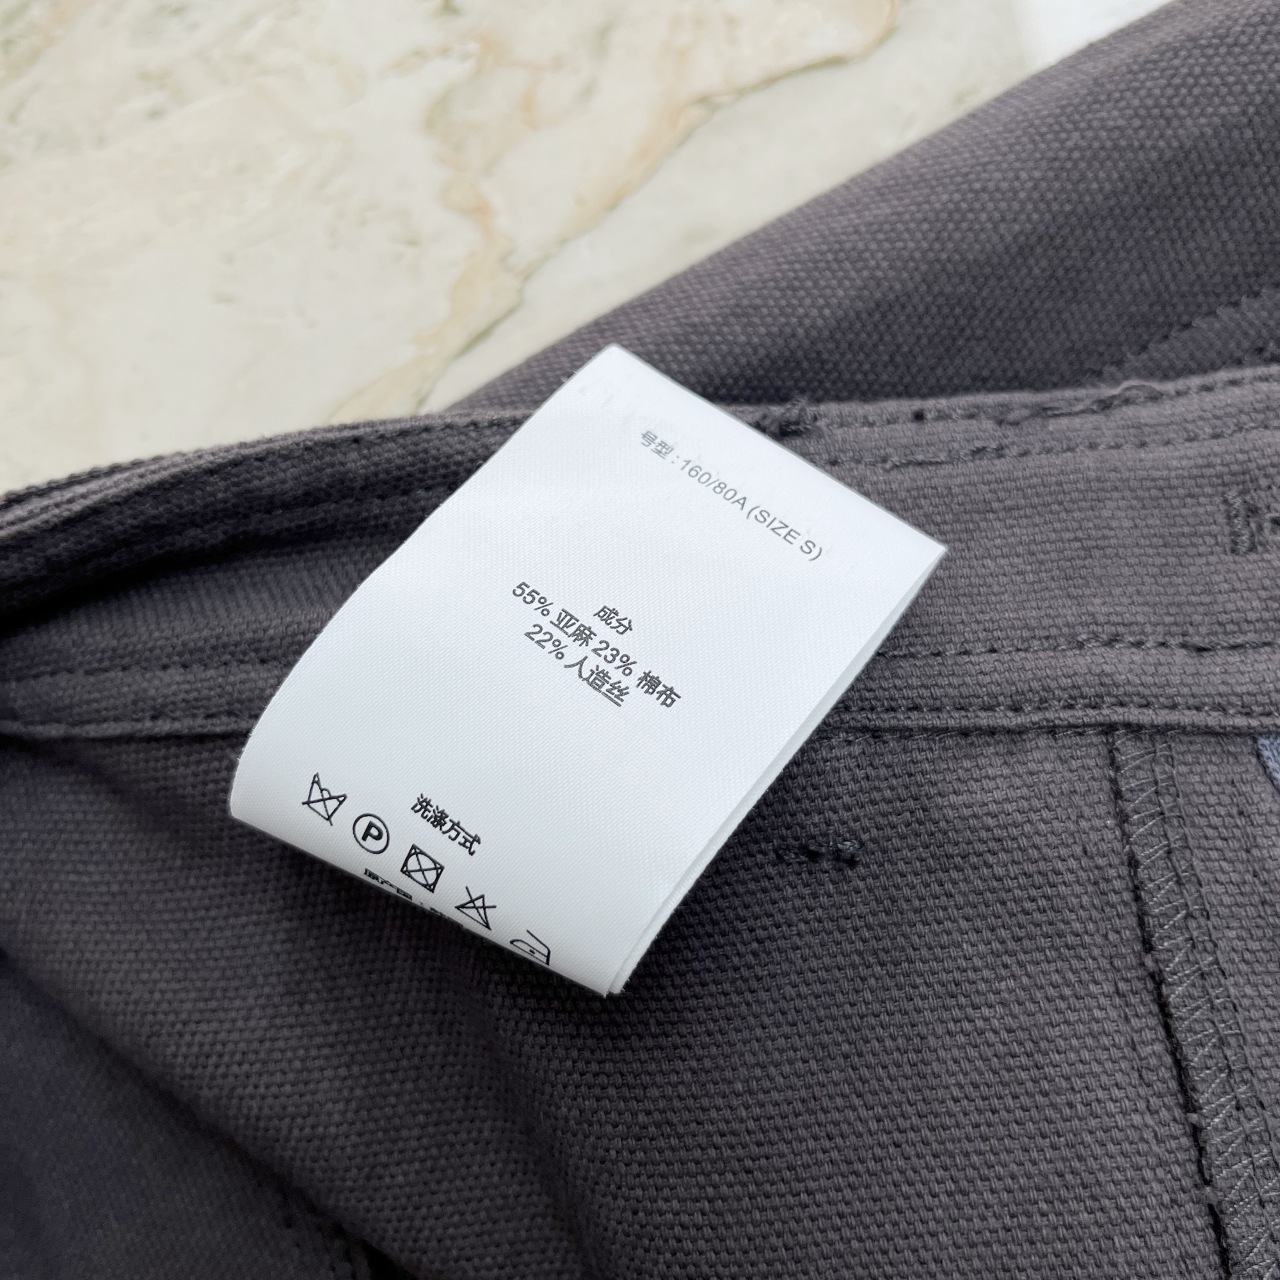 号型:160/80A (SIZE S)
成分
55% 亚麻 23% 棉布
22% 人造丝
洗涤方式
P